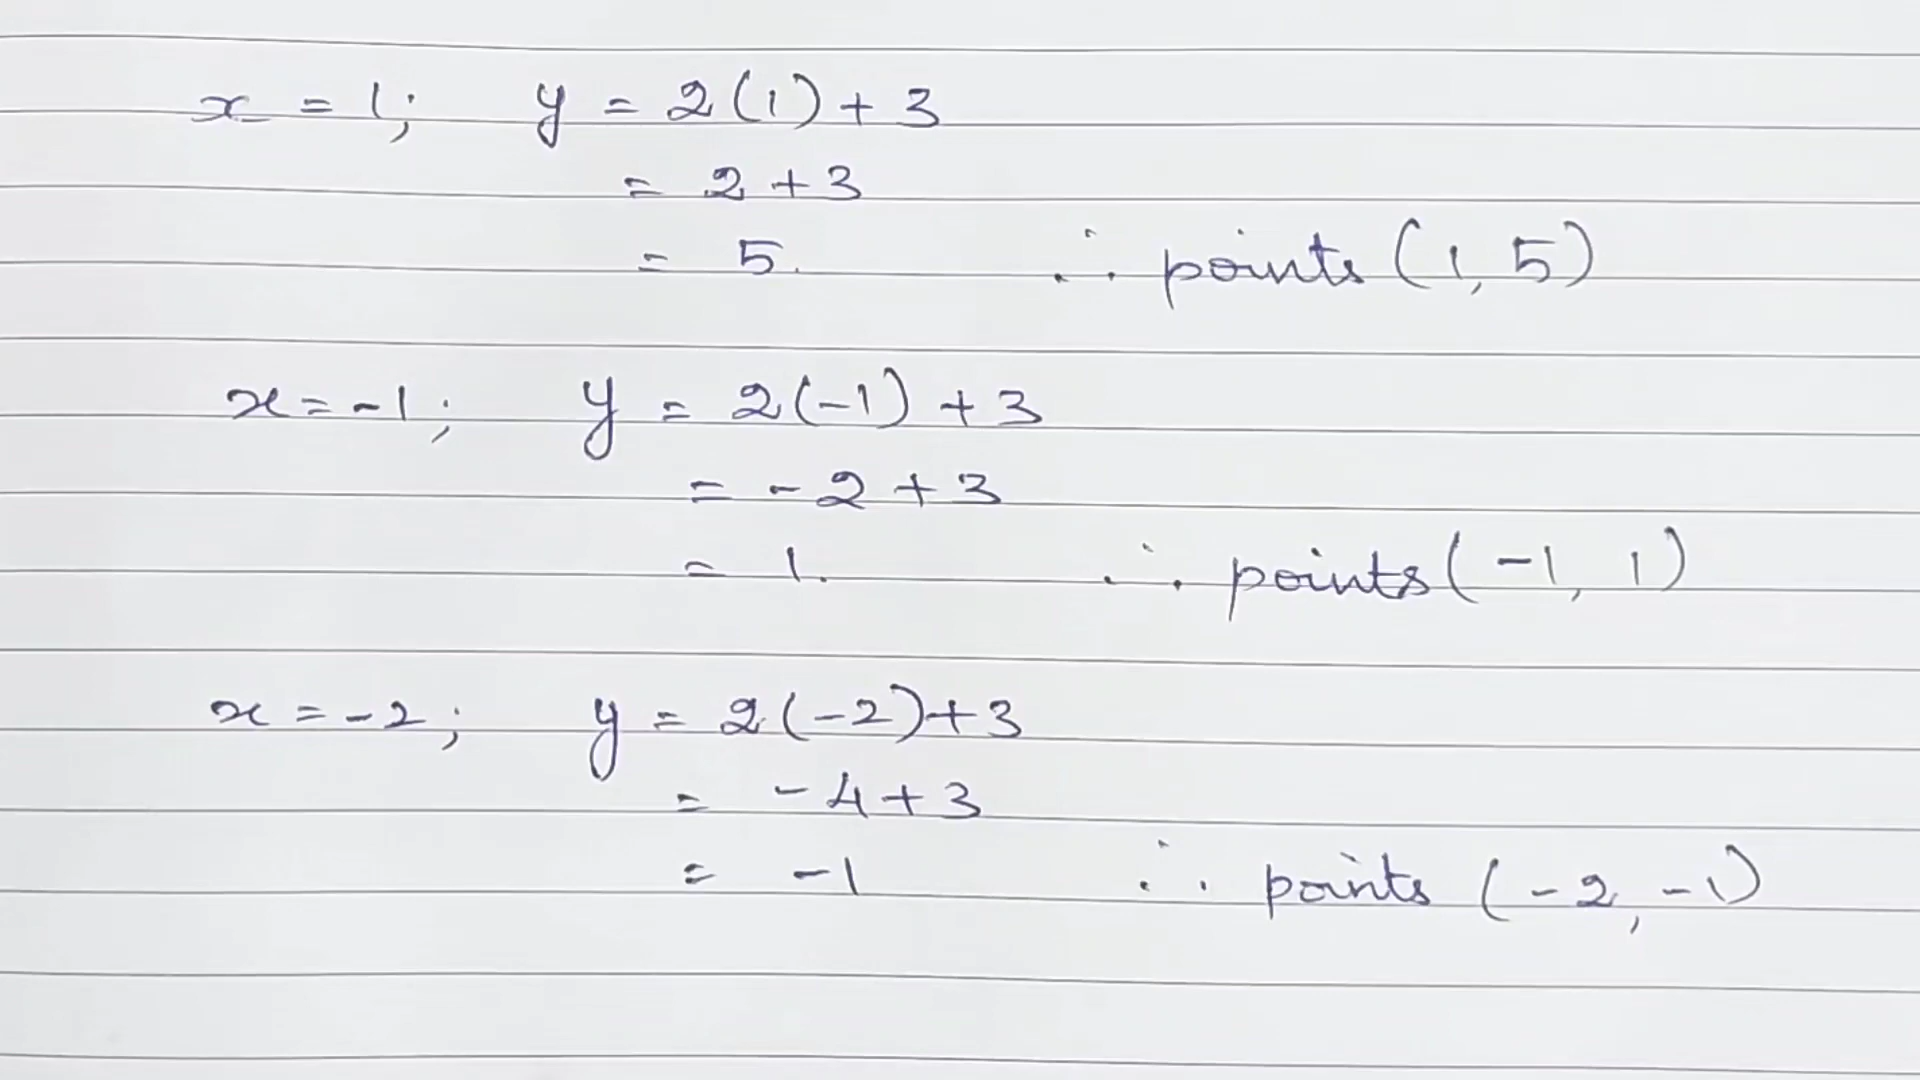 x = 1; y = 2(1) + 3
= 2 + 3
= 5. ∴ points (1, 5)
x = -1; y = 2(-1) + 3
= -2 + 3
= 1. ∴ points (-1, 1)
x = -2; y = 2(-2) + 3
= -4 + 3
= -1 ∴ points (-2, -1)